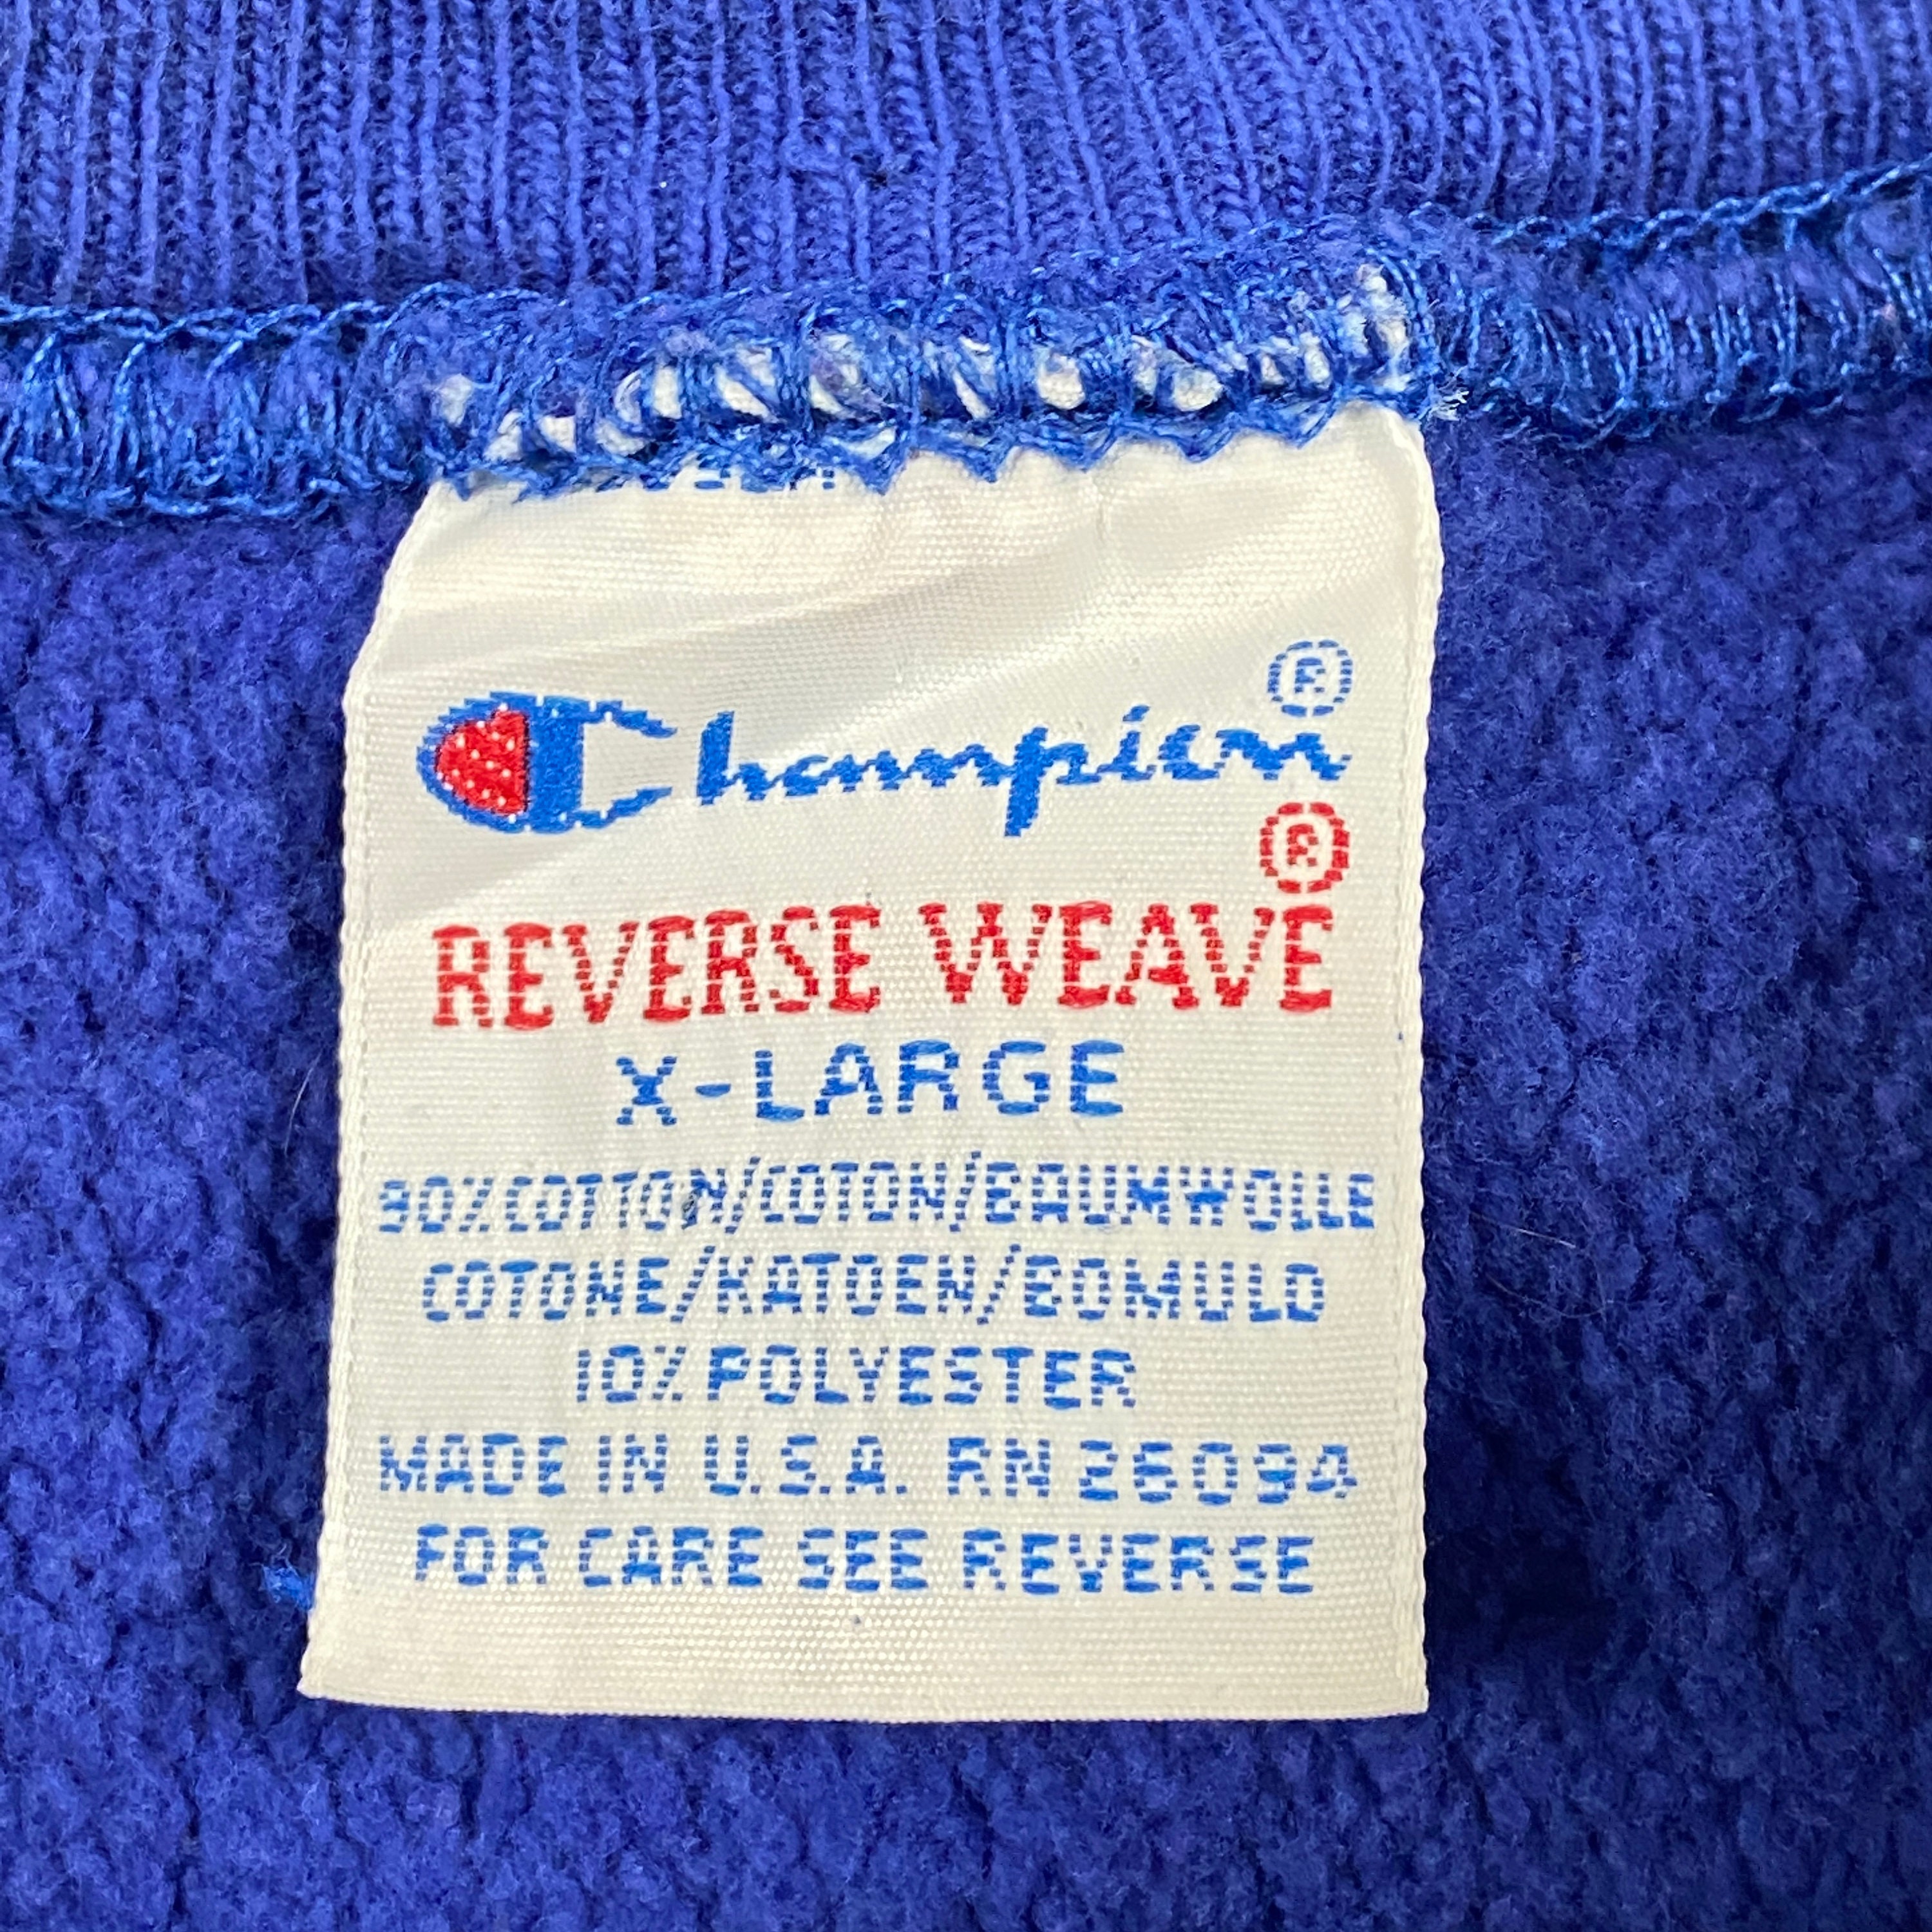 Champion®
REVERSE WEAVE®
X-LARGE
90% COTTON/COTON/BAUMWOLLE
COTONE/KATOEN/BOMULD
10% POLYESTER
MADE IN U.S.A. RN 26094
FOR CARE SEE REVERSE